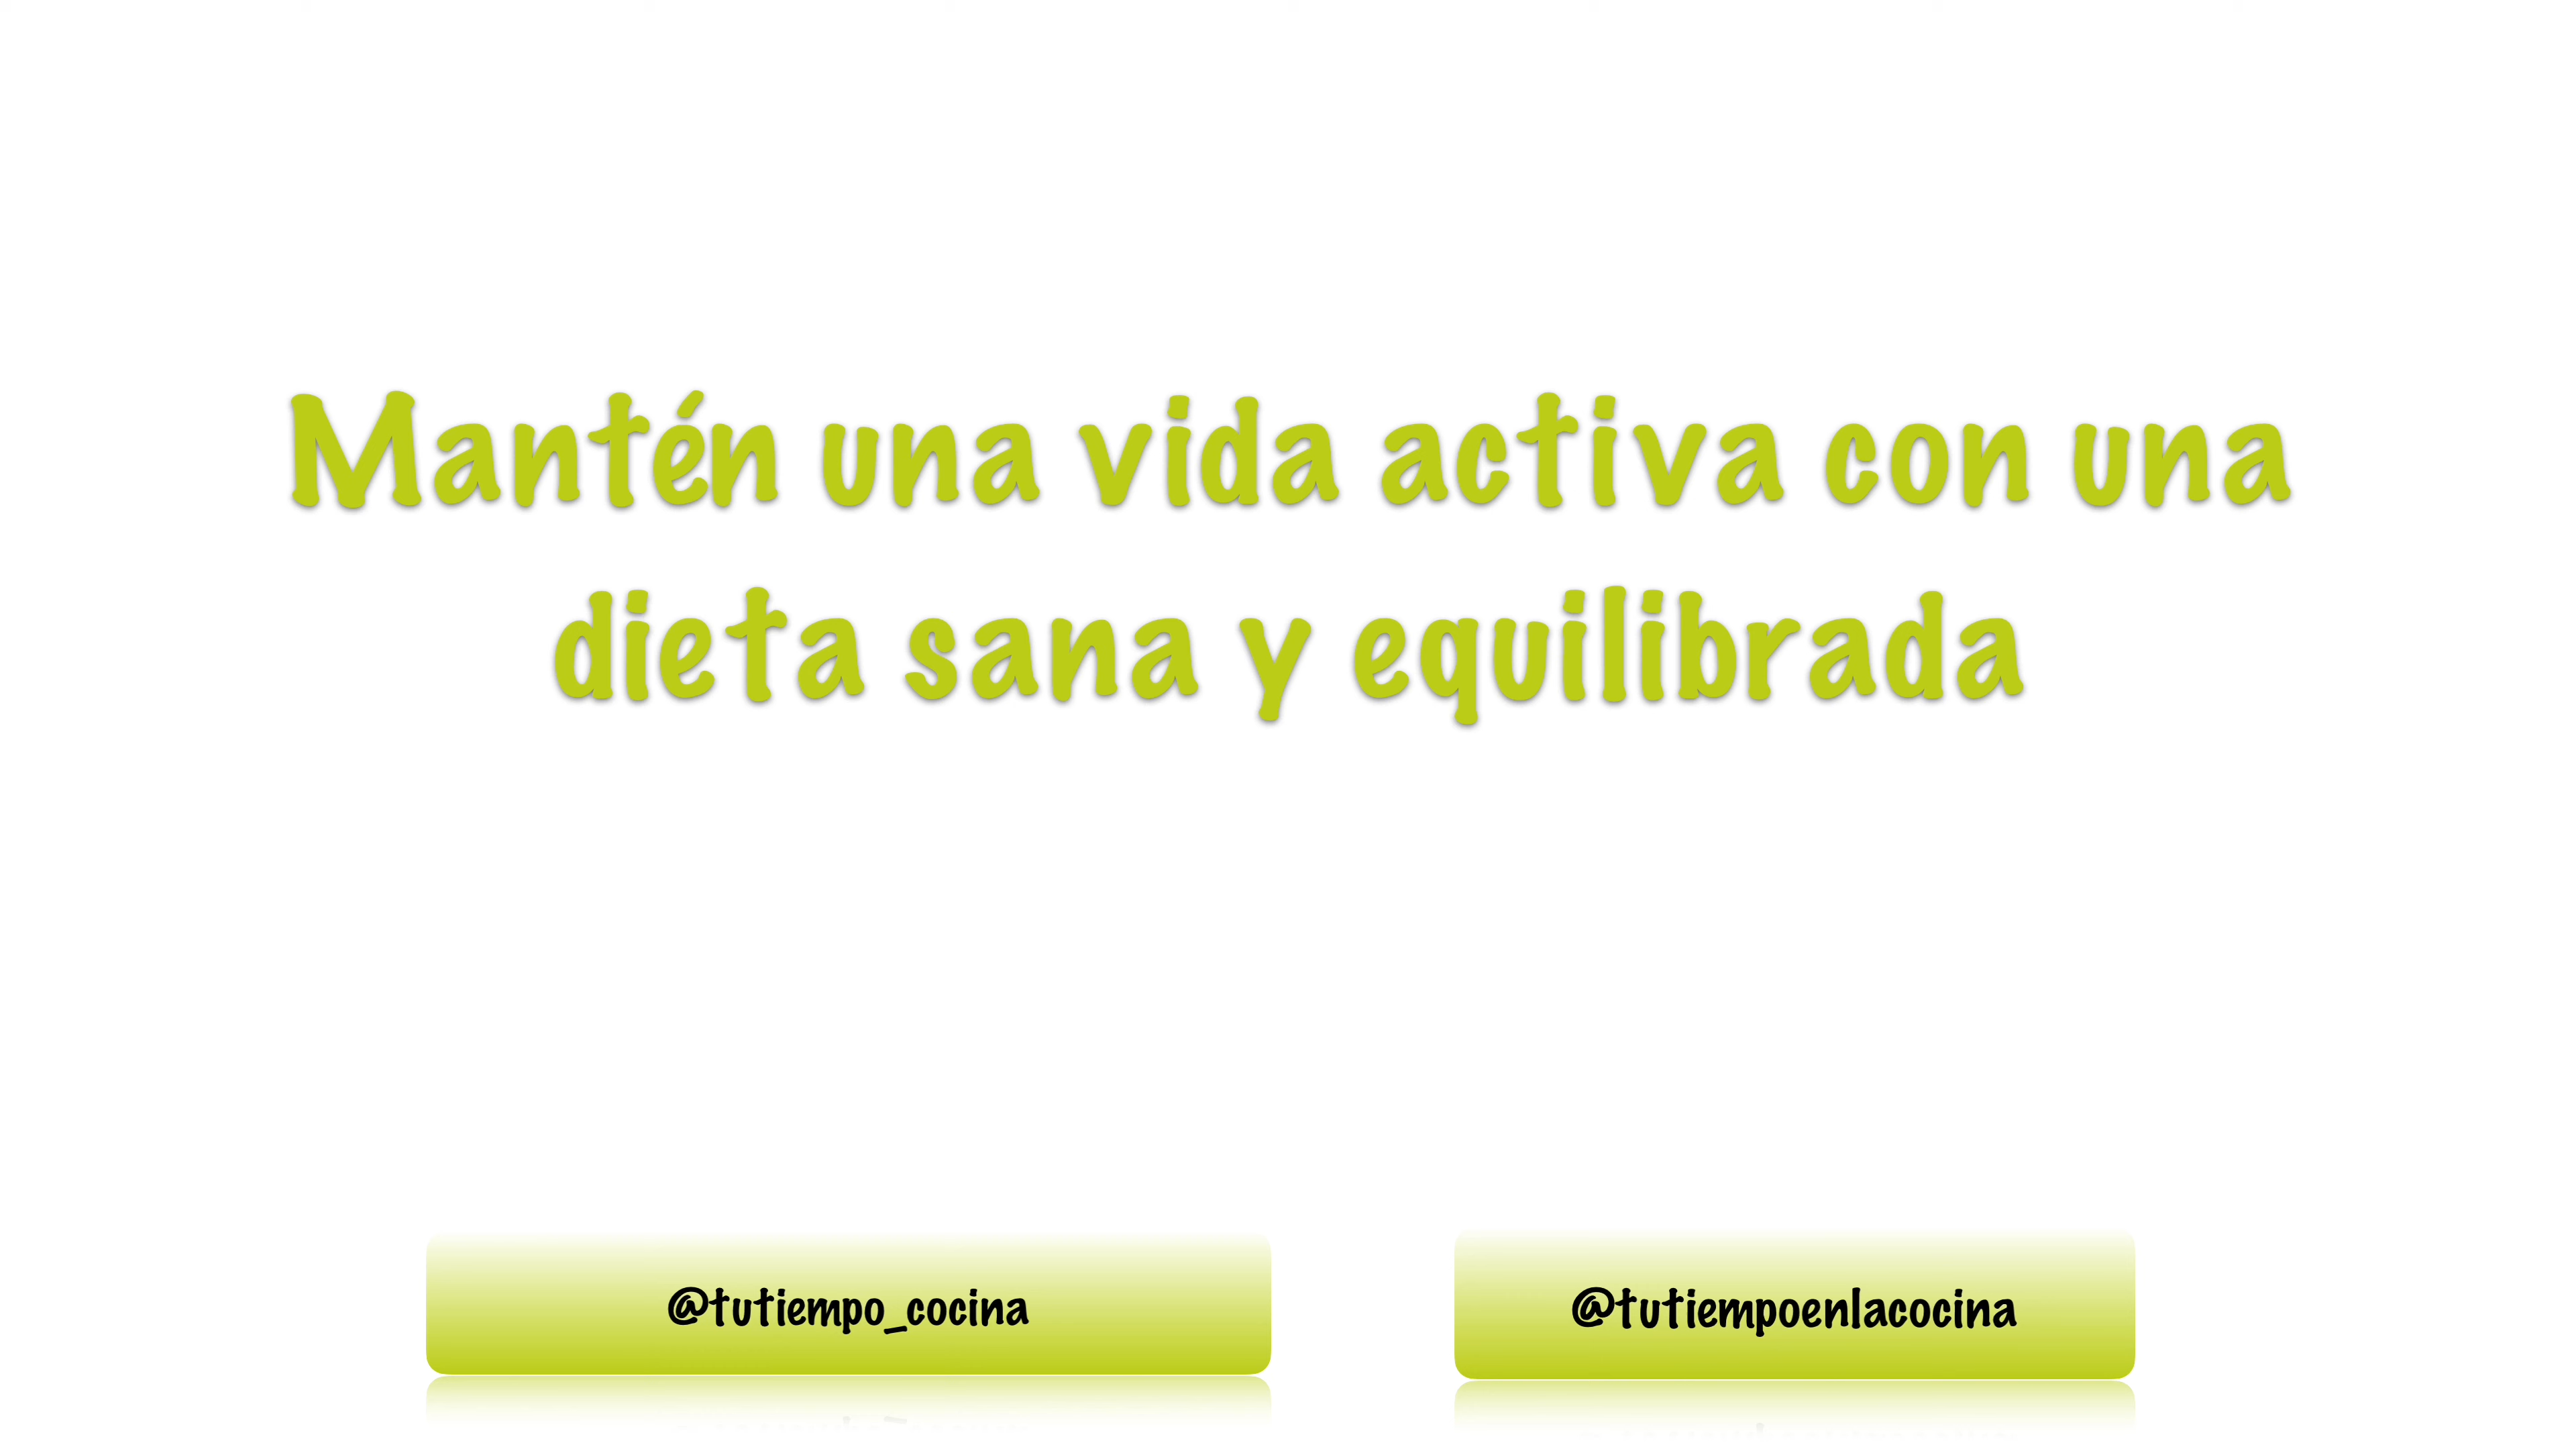 Mantén una vida activa con una
dieta sana y equilibrada
@tutiempo_cocina
@tutiempoenlacocina